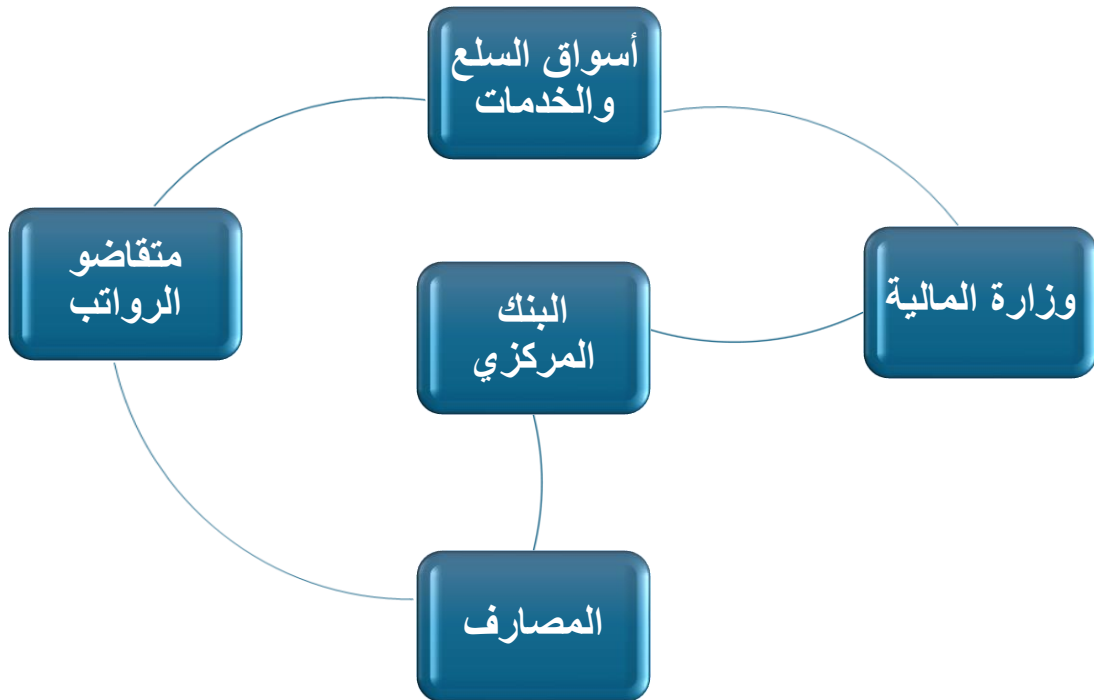 أسواق السلع
والخدمات
وزارة المالية
متقاضو
الرواتب
البنك
المركزي
المصارف